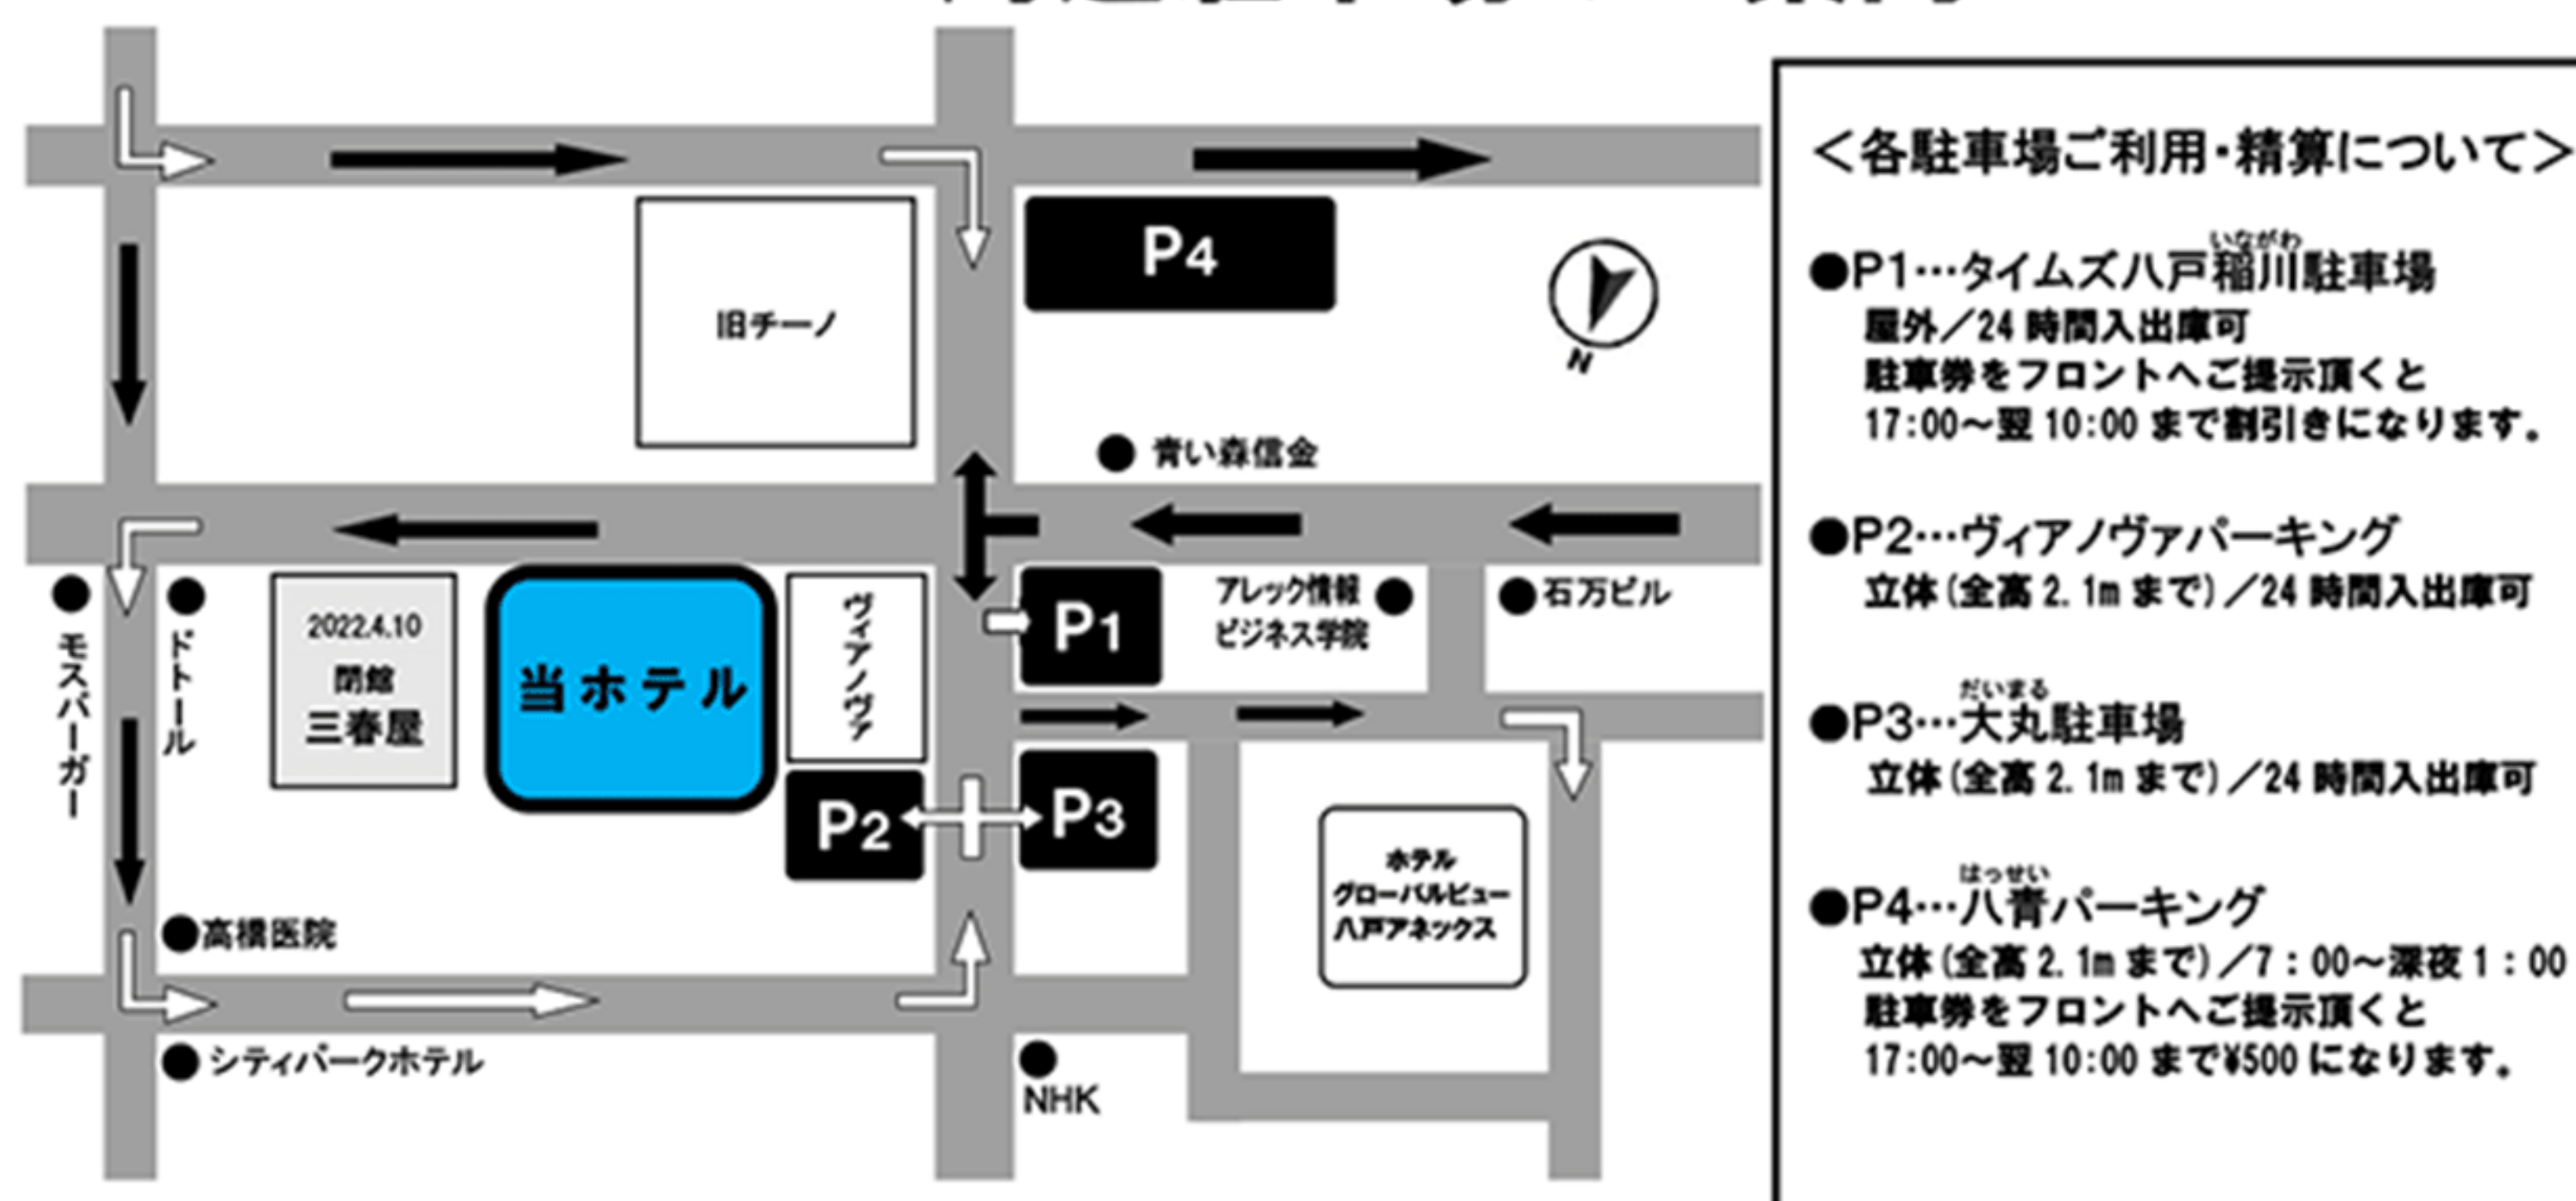 P4
旧チーノ
N
青い森信金
2022.4.10
閉館
三春屋
当ホテル
ヴィアノヴァ
P1
アレック情報
ビジネス学院
石万ビル
モスバーガー
ドトール
P2
P3
ホテル
グローバルビュー
八戸アネックス
高橋医院
シティパークホテル
NHK
＜各駐車場ご利用・精算について＞
いながわ
●P1…タイムズ八戸稲川駐車場
屋外／24時間入出庫可
駐車券をフロントへご提示頂くと
17:00～翌10:00まで割引きになります。
●P2…ヴィアノヴァパーキング
立体(全高2.1mまで)／24時間入出庫可
だいまる
●P3…大丸駐車場
立体(全高2.1mまで)／24時間入出庫可
はっせい
●P4…八青パーキング
立体(全高2.1mまで)／7：00～深夜1：00
駐車券をフロントへご提示頂くと
17:00～翌10:00まで¥500になります。